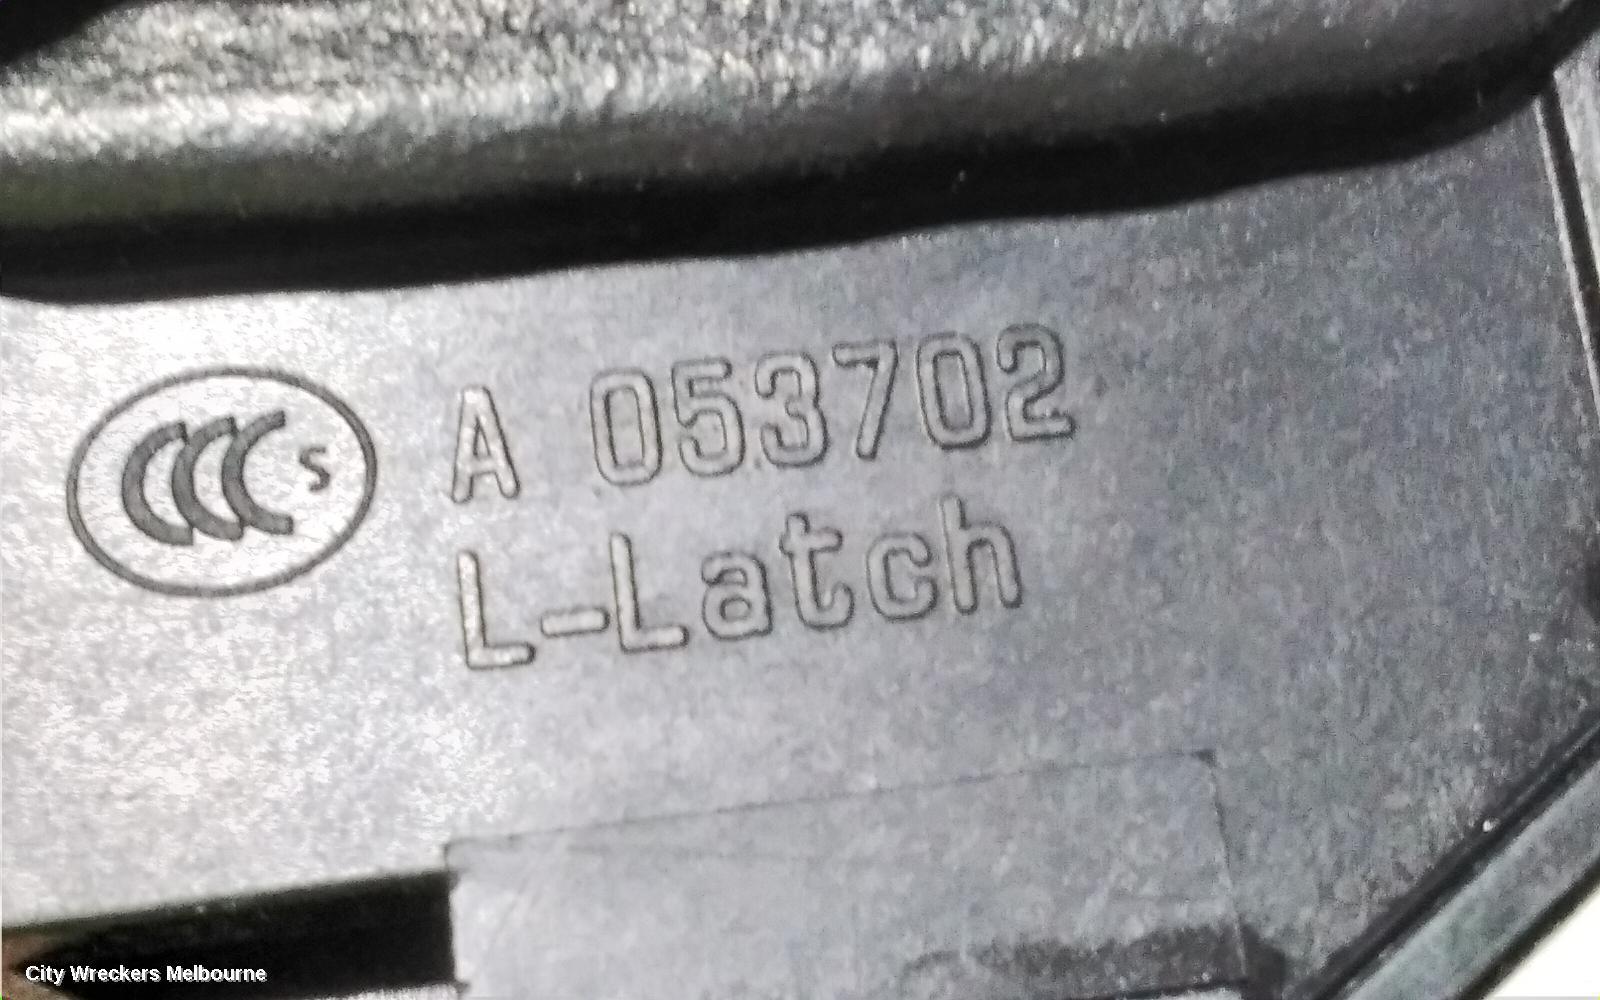 CCC S
A 053702
L-Latch
City Wreckers Melbourne